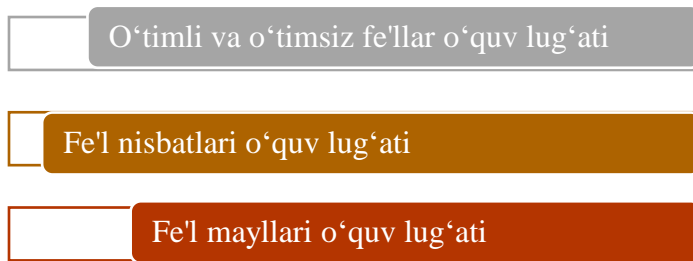 O‘timli va o‘timsiz fe'llar o‘quv lug‘ati
Fe'l nisbatlari o‘quv lug‘ati
Fe'l mayllari o‘quv lug‘ati